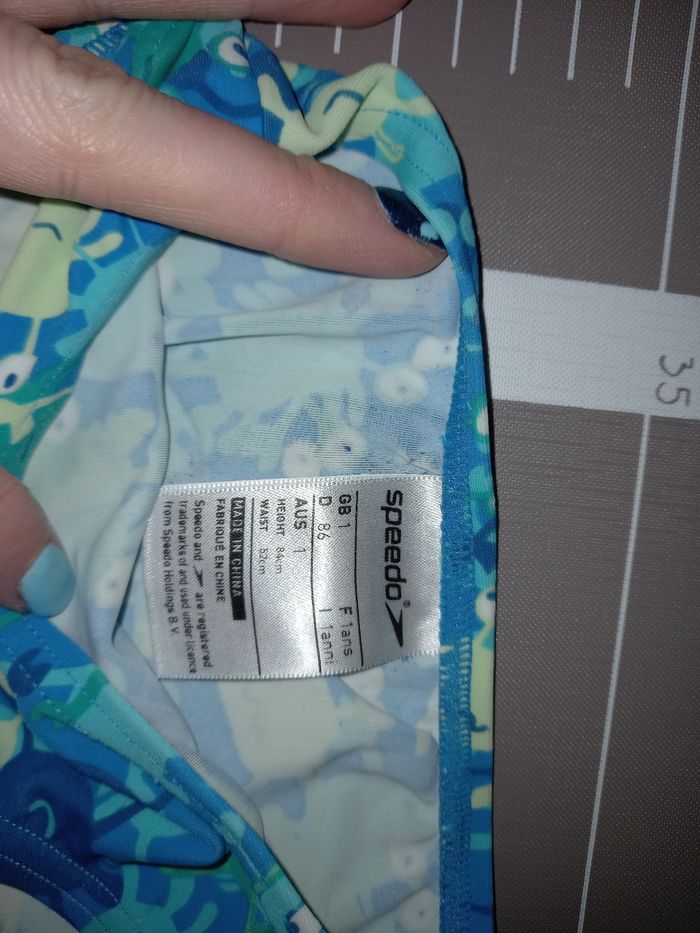 speedo®
GB 1 F 1ans
D 86 I 1anni
AUS 1
HEIGHT 86cm
WAIST 52cm
MADE IN CHINA
FABRIQUÉ EN CHINE
Speedo and are registered
trademarks of and used under licence
from Speedo Holdings B.V.
35